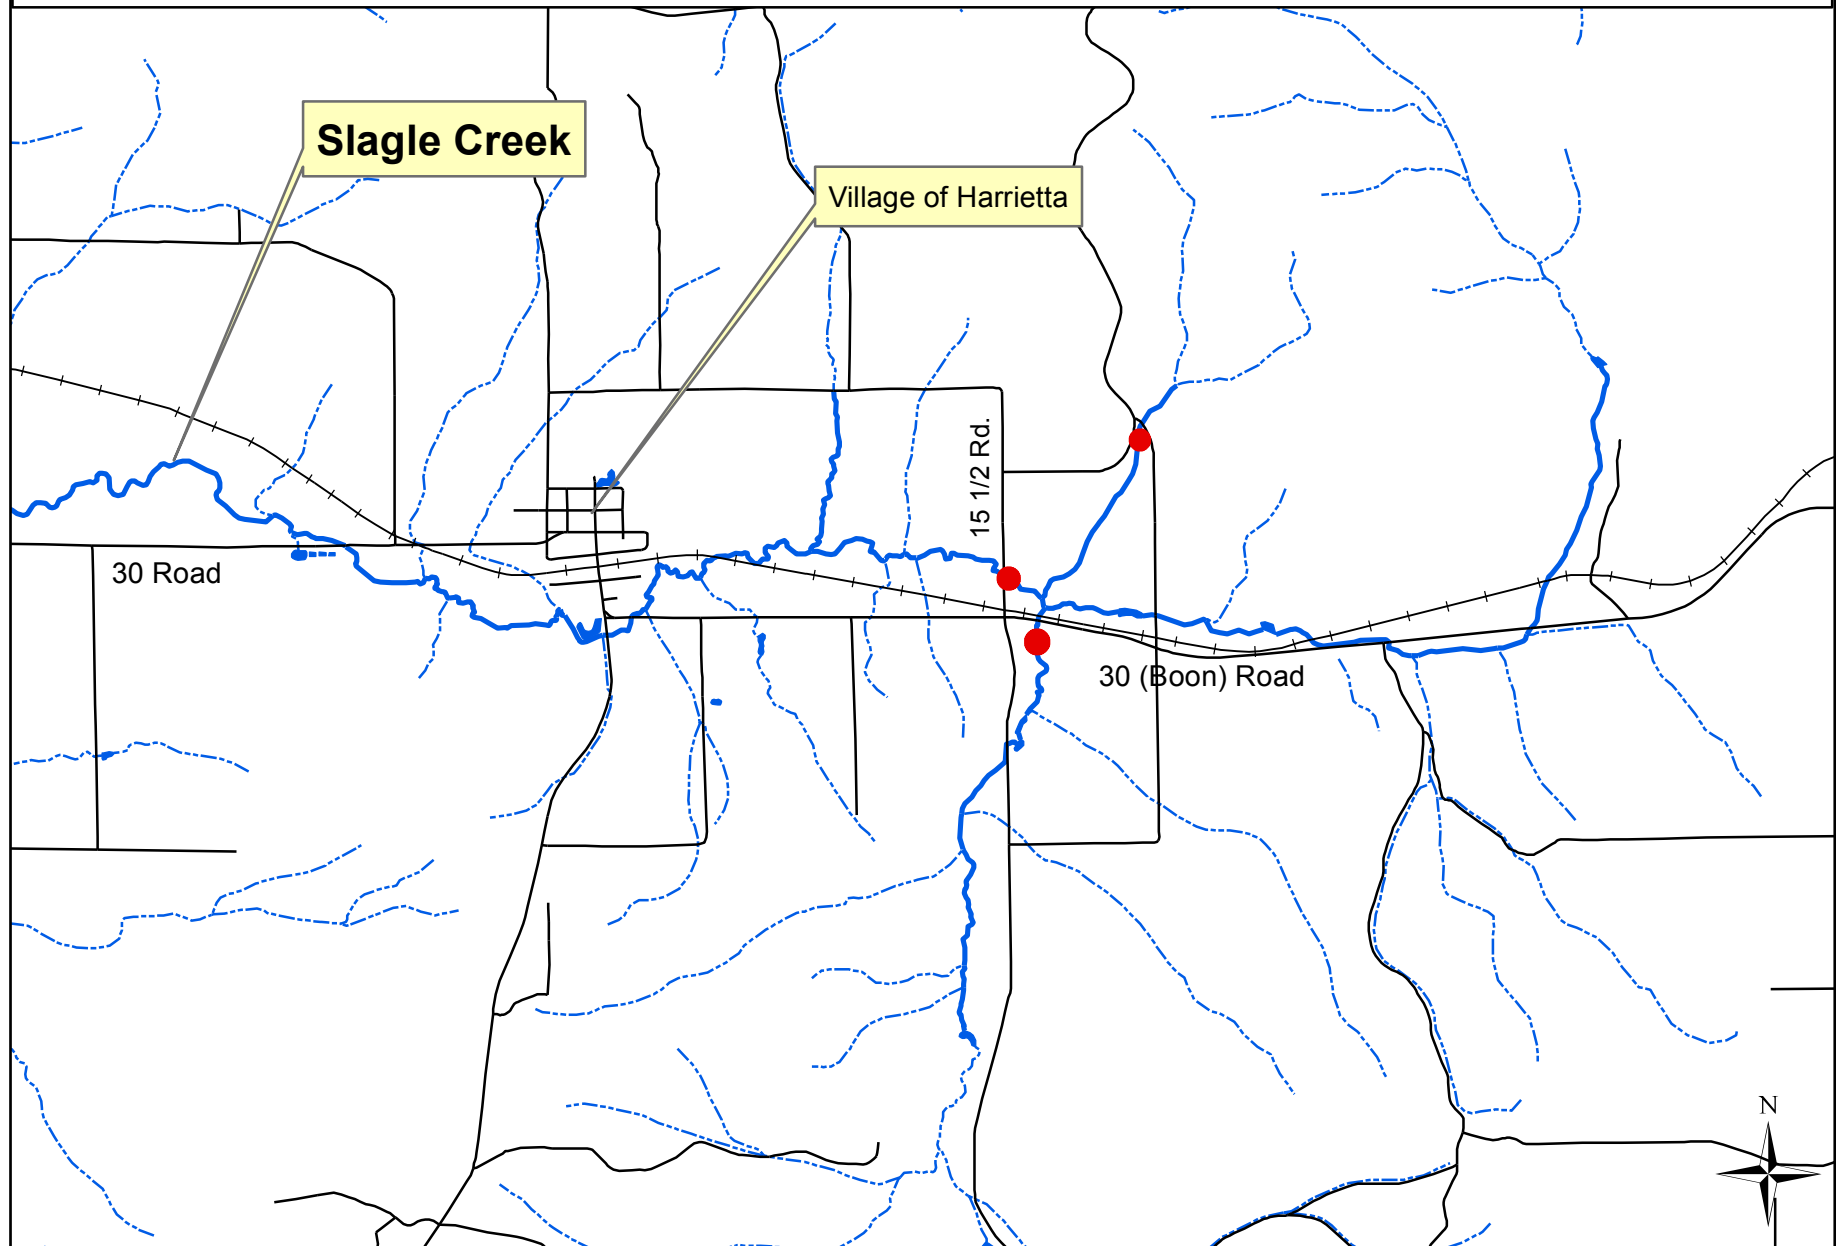 Slagle Creek
Village of Harrietta
15 1/2 Rd.
30 Road
30 (Boon) Road
N